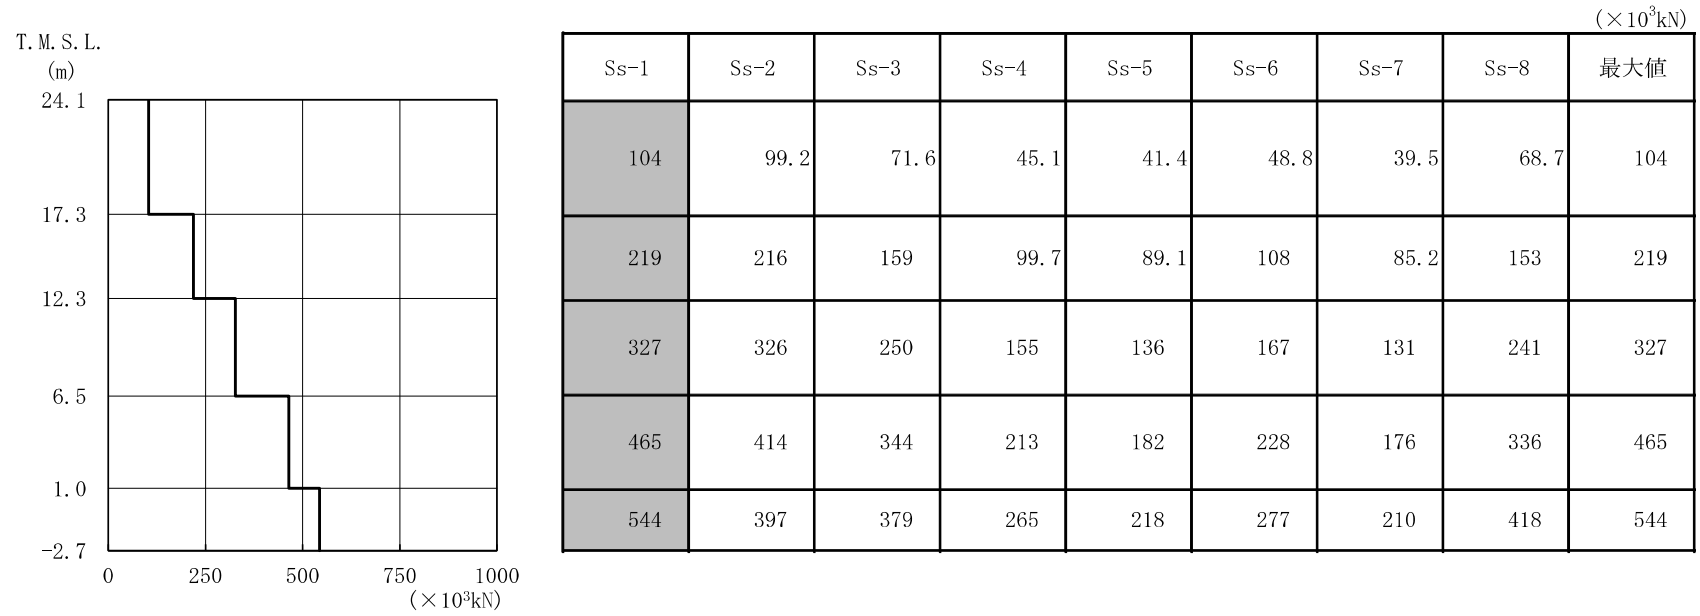 (×10³kN)
T.M.S.L.
(m)
24.1
17.3
12.3
6.5
1.0
-2.7
0 250 500 750 1000
(×10³kN)
Ss-1 Ss-2 Ss-3 Ss-4 Ss-5 Ss-6 Ss-7 Ss-8 最大値
104 99.2 71.6 45.1 41.4 48.8 39.5 68.7 104
219 216 159 99.7 89.1 108 85.2 153 219
327 326 250 155 136 167 131 241 327
465 414 344 213 182 228 176 336 465
544 397 379 265 218 277 210 418 544